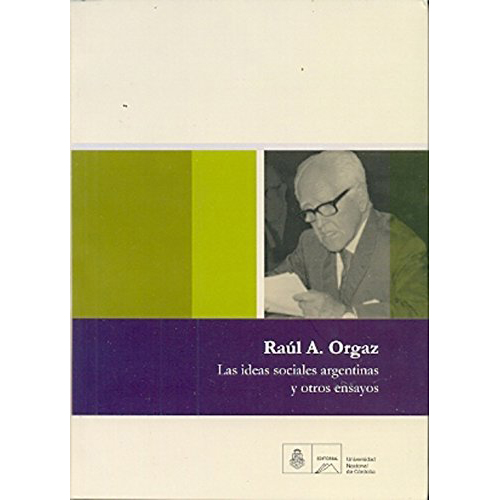 Raúl A. Orgaz
Las ideas sociales argentinas
y otros ensayos
EDITORIAL
Universidad
Nacional
de Córdoba